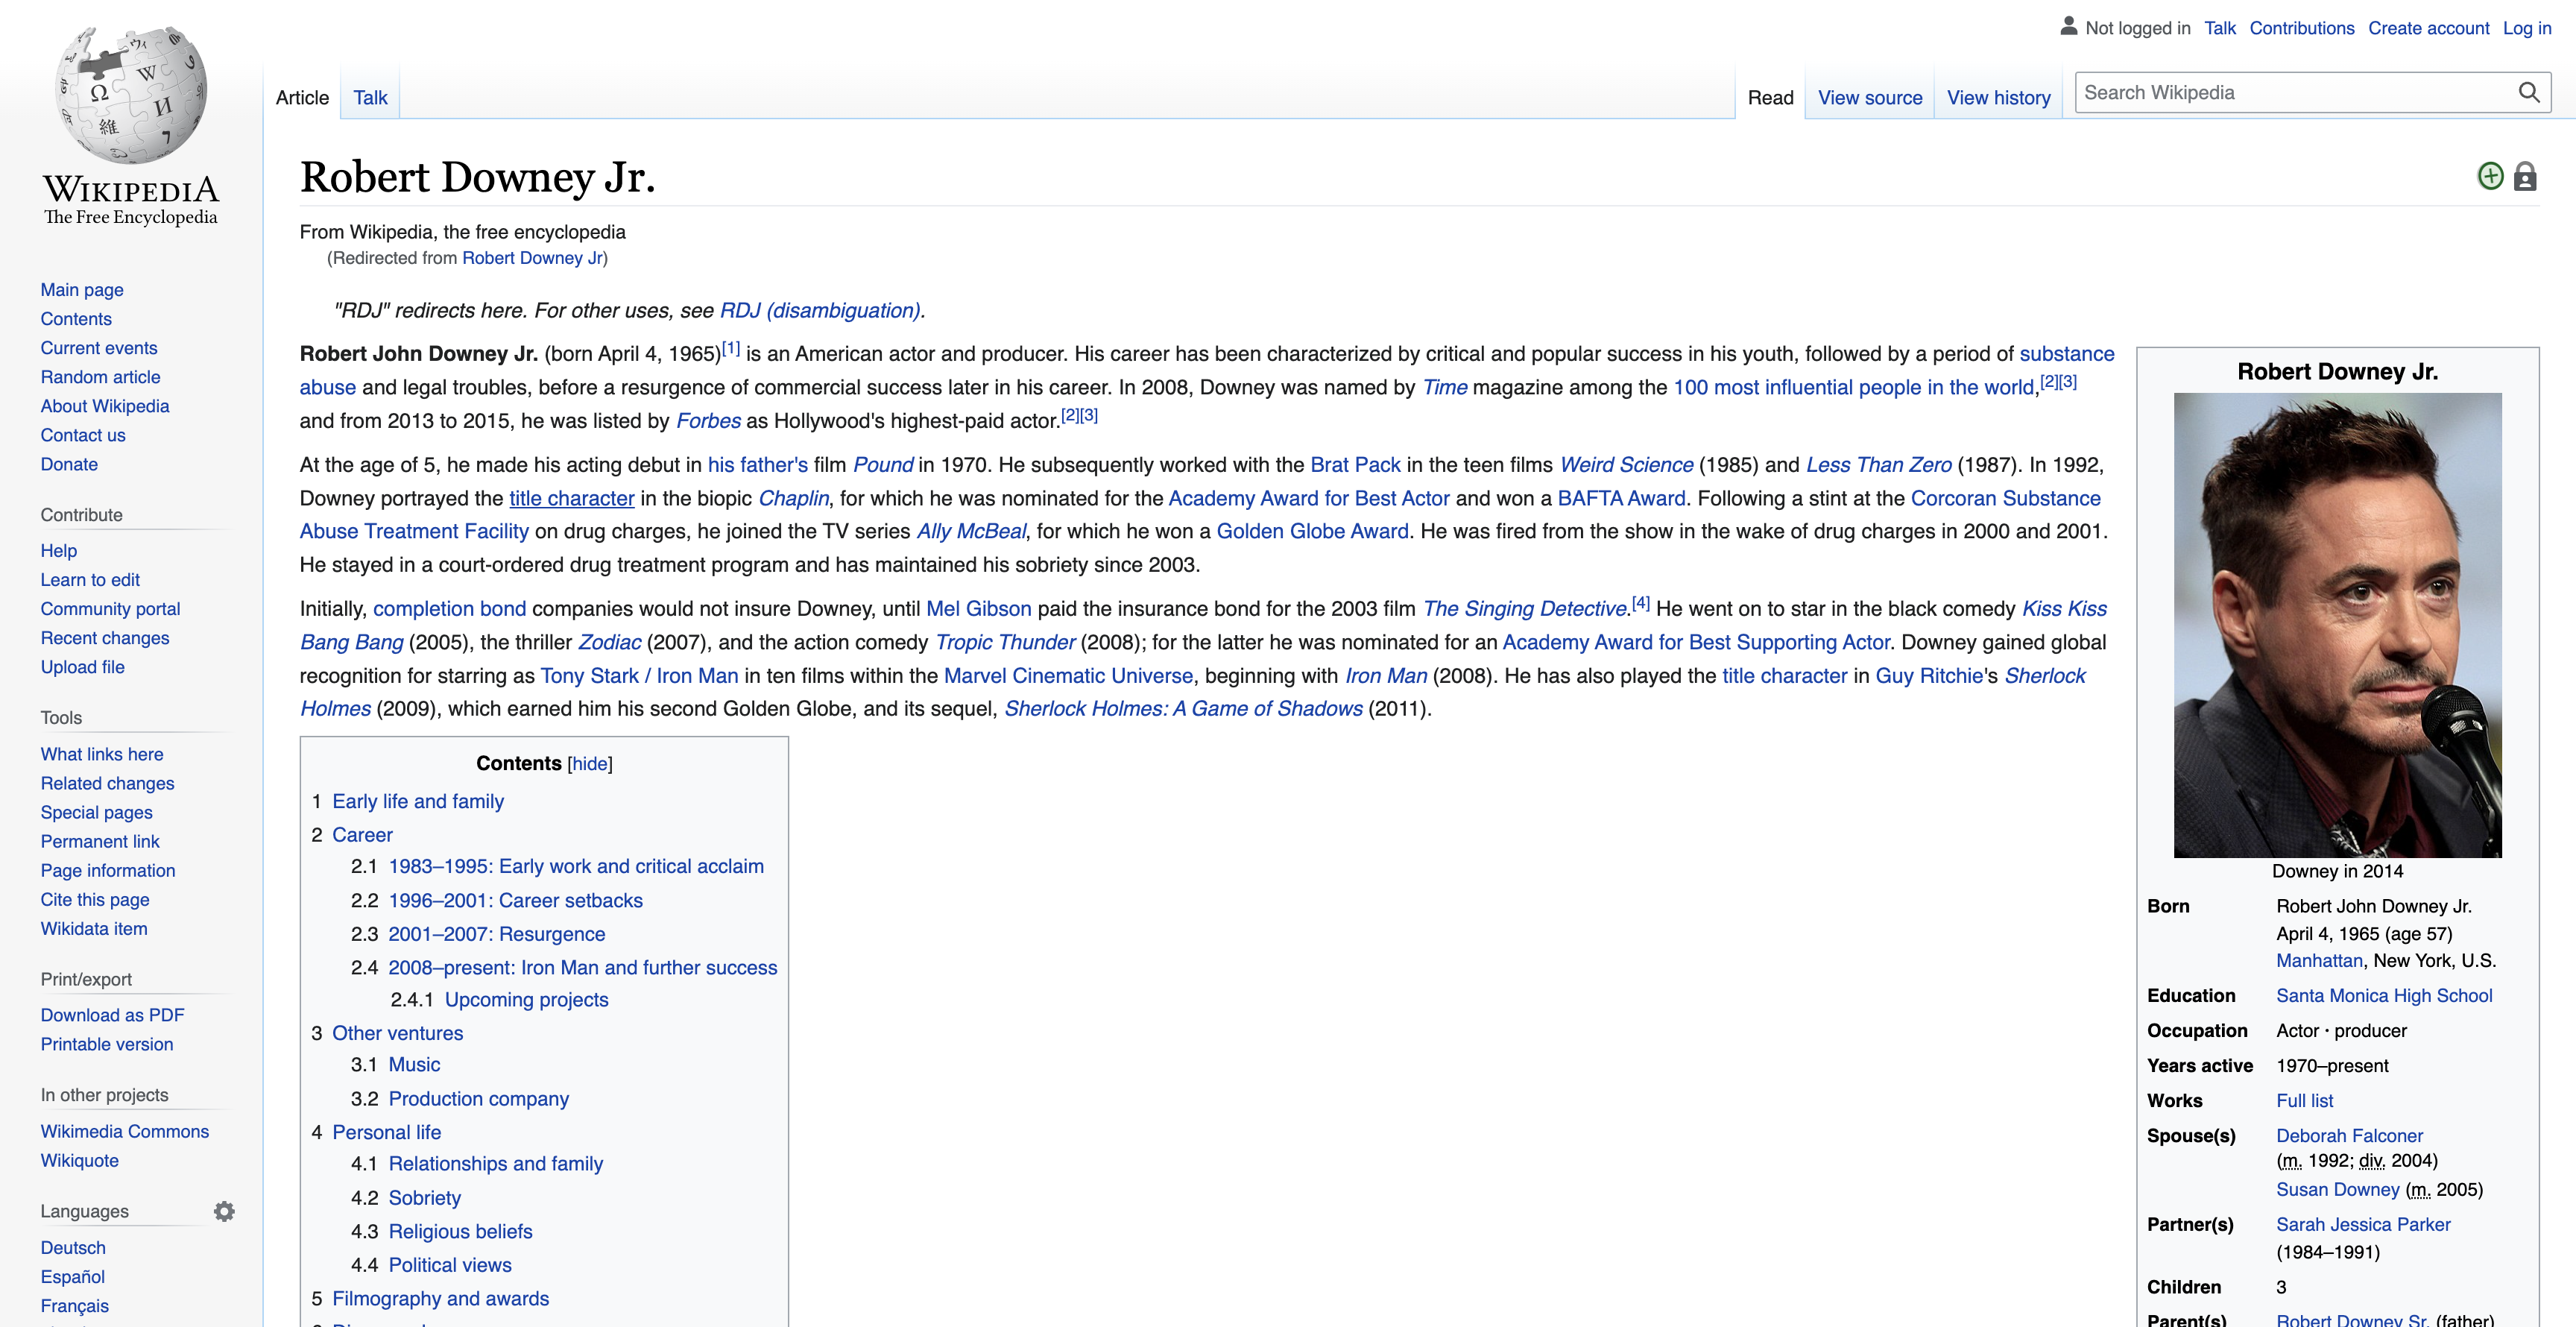 Not logged in Talk Contributions Create account Log in
Article Talk Read View source View history Search Wikipedia
WIKIPEDIA
The Free Encyclopedia
Main page
Contents
Current events
Random article
About Wikipedia
Contact us
Donate
Contribute
Help
Learn to edit
Community portal
Recent changes
Upload file
Tools
What links here
Related changes
Special pages
Permanent link
Page information
Cite this page
Wikidata item
Print/export
Download as PDF
Printable version
In other projects
Wikimedia Commons
Wikiquote
Languages
Deutsch
Español
Français
Robert Downey Jr.
From Wikipedia, the free encyclopedia
(Redirected from Robert Downey Jr)
"RDJ" redirects here. For other uses, see RDJ (disambiguation).
Robert John Downey Jr. (born April 4, 1965)[1] is an American actor and producer. His career has been characterized by critical and popular success in his youth, followed by a period of substance
abuse and legal troubles, before a resurgence of commercial success later in his career. In 2008, Downey was named by Time magazine among the 100 most influential people in the world,[2][3]
and from 2013 to 2015, he was listed by Forbes as Hollywood's highest-paid actor.[2][3]
At the age of 5, he made his acting debut in his father's film Pound in 1970. He subsequently worked with the Brat Pack in the teen films Weird Science (1985) and Less Than Zero (1987). In 1992,
Downey portrayed the title character in the biopic Chaplin, for which he was nominated for the Academy Award for Best Actor and won a BAFTA Award. Following a stint at the Corcoran Substance
Abuse Treatment Facility on drug charges, he joined the TV series Ally McBeal, for which he won a Golden Globe Award. He was fired from the show in the wake of drug charges in 2000 and 2001.
He stayed in a court-ordered drug treatment program and has maintained his sobriety since 2003.
Initially, completion bond companies would not insure Downey, until Mel Gibson paid the insurance bond for the 2003 film The Singing Detective.[4] He went on to star in the black comedy Kiss Kiss
Bang Bang (2005), the thriller Zodiac (2007), and the action comedy Tropic Thunder (2008); for the latter he was nominated for an Academy Award for Best Supporting Actor. Downey gained global
recognition for starring as Tony Stark / Iron Man in ten films within the Marvel Cinematic Universe, beginning with Iron Man (2008). He has also played the title character in Guy Ritchie's Sherlock
Holmes (2009), which earned him his second Golden Globe, and its sequel, Sherlock Holmes: A Game of Shadows (2011).
Contents [hide]
1 Early life and family
2 Career
2.1 1983–1995: Early work and critical acclaim
2.2 1996–2001: Career setbacks
2.3 2001–2007: Resurgence
2.4 2008–present: Iron Man and further success
2.4.1 Upcoming projects
3 Other ventures
3.1 Music
3.2 Production company
4 Personal life
4.1 Relationships and family
4.2 Sobriety
4.3 Religious beliefs
4.4 Political views
5 Filmography and awards
Robert Downey Jr.
Downey in 2014
Born Robert John Downey Jr.
April 4, 1965 (age 57)
Manhattan, New York, U.S.
Education Santa Monica High School
Occupation Actor · producer
Years active 1970–present
Works Full list
Spouse(s) Deborah Falconer
(m. 1992; div. 2004)
Susan Downey (m. 2005)
Partner(s) Sarah Jessica Parker
(1984–1991)
Children 3
Parent(s) Robert Downey Sr. (father)